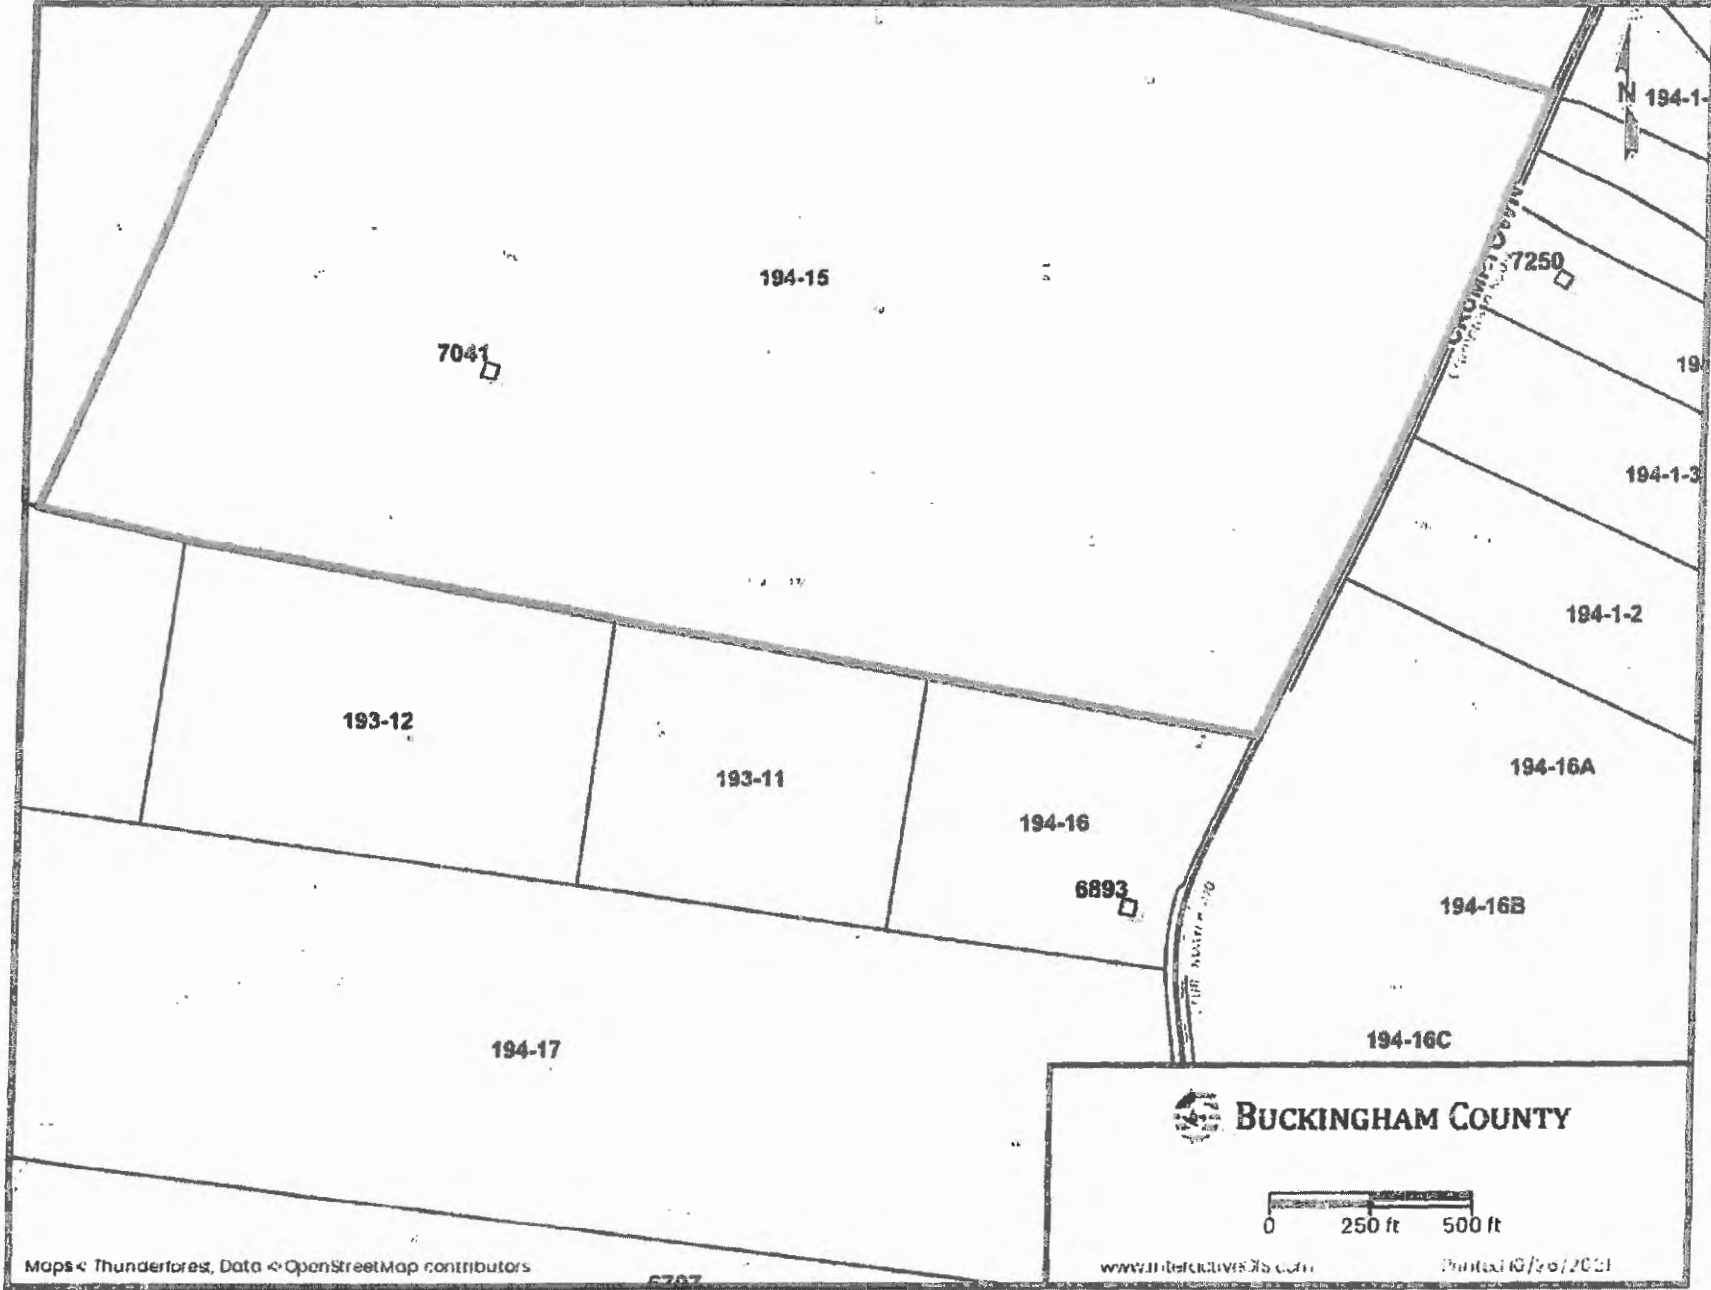 N
194-1-
194-15
7250
7041
19
194-1-3
194-1-2
193-12
193-11
194-16A
194-16
6893
194-16B
194-17
194-16C
BUCKINGHAM COUNTY
0 250 ft 500 ft
Maps © Thunderforest, Data © OpenStreetMap contributors